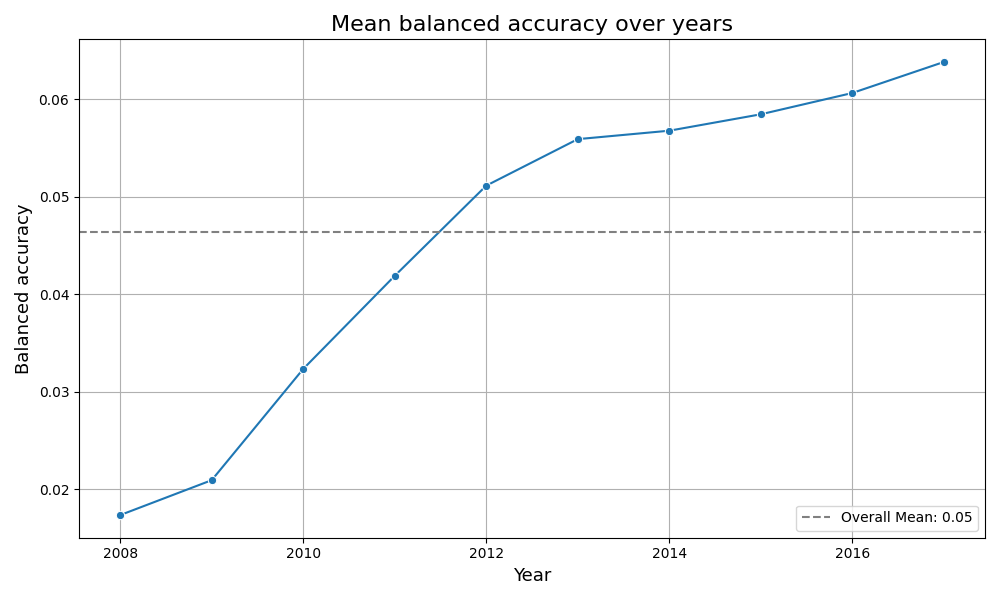 Mean balanced accuracy over years
Balanced accuracy
0.06
0.05
0.04
0.03
0.02
Overall Mean: 0.05
2008
2010
2012
2014
2016
Year